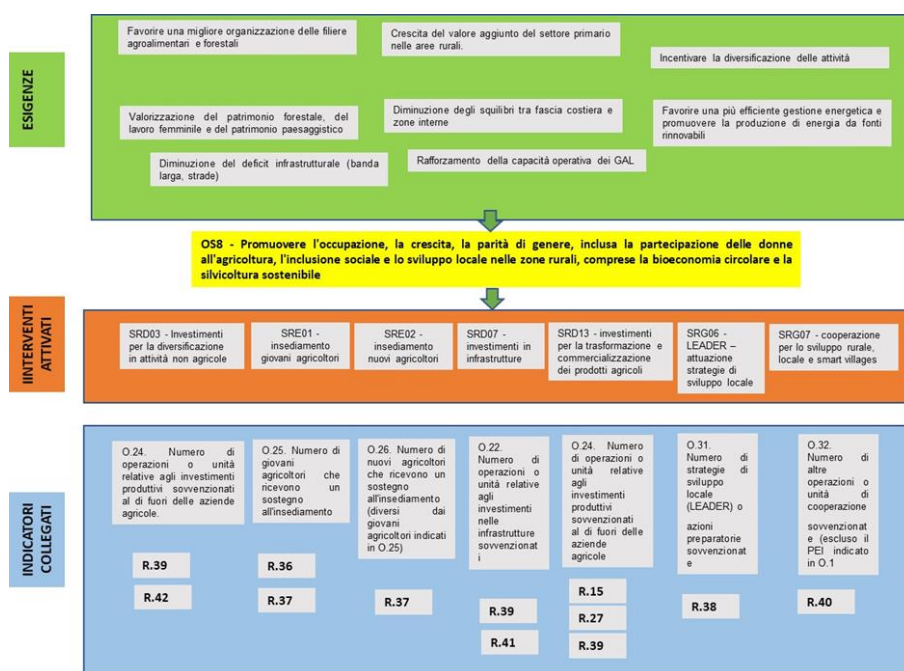 ESIGENZE
Favorire una migliore organizzazione delle filiere
agroalimentari e forestali
Crescita del valore aggiunto del settore primario
nelle aree rurali.
Incentivare la diversificazione delle attività
Valorizzazione del patrimonio forestale, del
lavoro femminile e del patrimonio paesaggistico
Diminuzione degli squilibri tra fascia costiera e
zone interne
Favorire una più efficiente gestione energetica e
promuovere la produzione di energia da fonti
rinnovabili
Diminuzione del deficit infrastrutturale (banda
larga, strade)
Rafforzamento della capacità operativa dei GAL
OS8 - Promuovere l'occupazione, la crescita, la parità di genere, inclusa la partecipazione delle donne
all'agricoltura, l'inclusione sociale e lo sviluppo locale nelle zone rurali, comprese la bioeconomia circolare e la
silvicoltura sostenibile
IINTERVENTI
ATTIVATI
SRD03 - Investimenti
per la diversificazione
in attività non agricole
SRE01 -
insediamento
giovani agricoltori
SRE02 –
insediamento
nuovi agricoltori
SRD07 -
investimenti in
infrastrutture
SRD13 - investimenti
per la trasformazione e
commercializzazione
dei prodotti agricoli
SRG06 -
LEADER –
attuazione
strategie di
sviluppo locale
SRG07 - cooperazione
per lo sviluppo rurale,
locale e smart villages
INDICATORI
COLLEGATI
O.24. Numero di
operazioni o unità
relative agli investimenti
produttivi sovvenzionati
al di fuori delle aziende
agricole.
R.39
R.42
O.25. Numero di
giovani
agricoltori che
ricevono un
sostegno
all'insediamento
R.36
R.37
O.26. Numero di
nuovi agricoltori
che ricevono un
sostegno
all'insediamento
(diversi dai
giovani
agricoltori indicati
in O.25)
R.37
O.22.
Numero di
operazioni o
unità relative
agli
investimenti
nelle
infrastrutture
sovvenzionat
i
R.39
R.41
O.24. Numero
di operazioni o
unità relative
agli
investimenti
produttivi
sovvenzionati
al di fuori delle
aziende
agricole
R.15
R.27
R.39
O.31.
Numero di
strategie di
sviluppo
locale
(LEADER) o
azioni
preparatorie
sovvenzionat
e
R.38
O.32.
Numero di
altre
operazioni o
unità di
cooperazione
sovvenzionat
e (escluso il
PEI indicato
in O.1
R.40